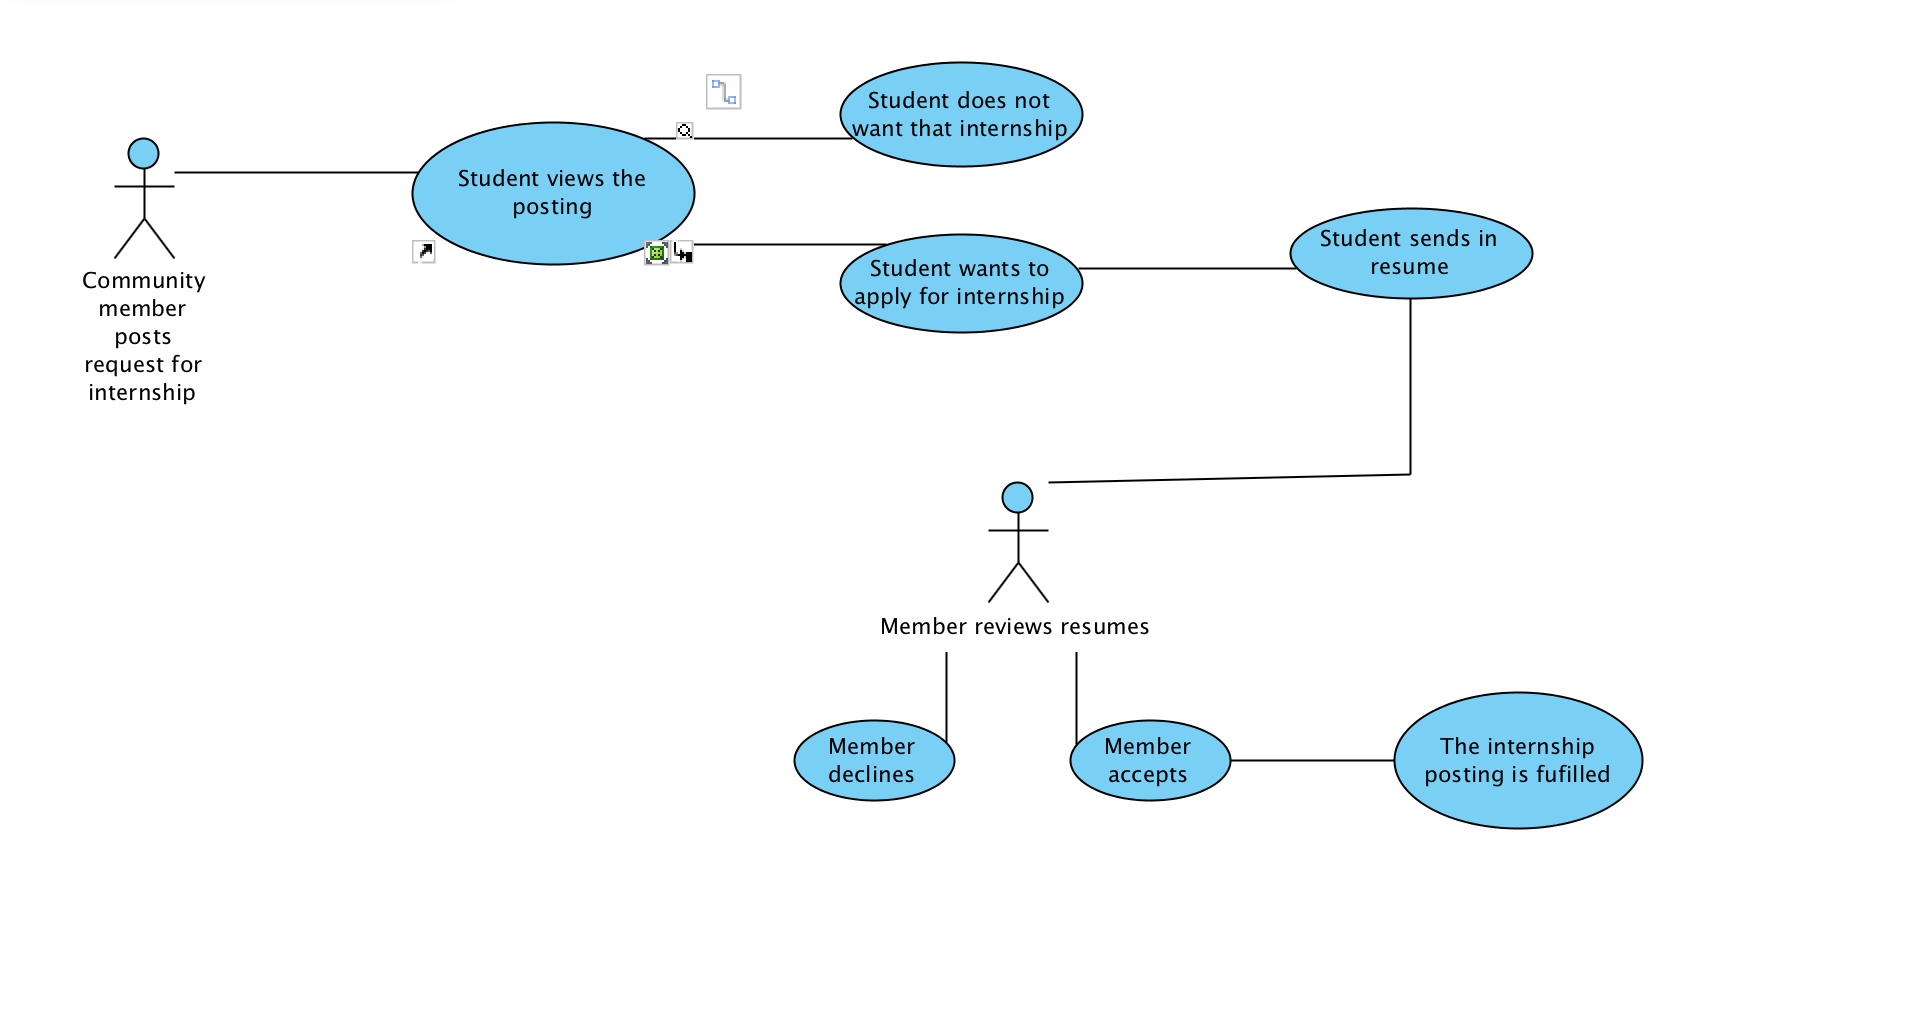 Student does not
want that internship
Student views the
posting
Student wants to
apply for internship
Student sends in
resume
Community
member
posts
request for
internship
Member reviews resumes
Member
declines
Member
accepts
The internship
posting is fufilled